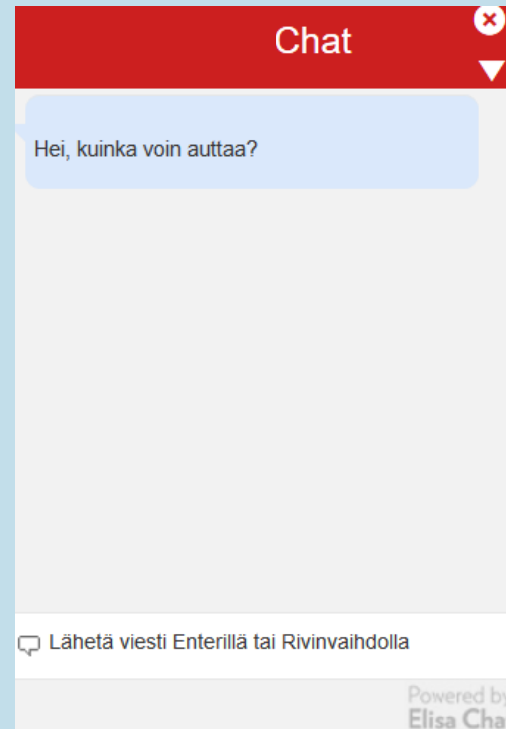 Chat
Hei, kuinka voin auttaa?
Lähetä viesti Enterillä tai Rivinvaihdolla
Powered by
Elisa Cha